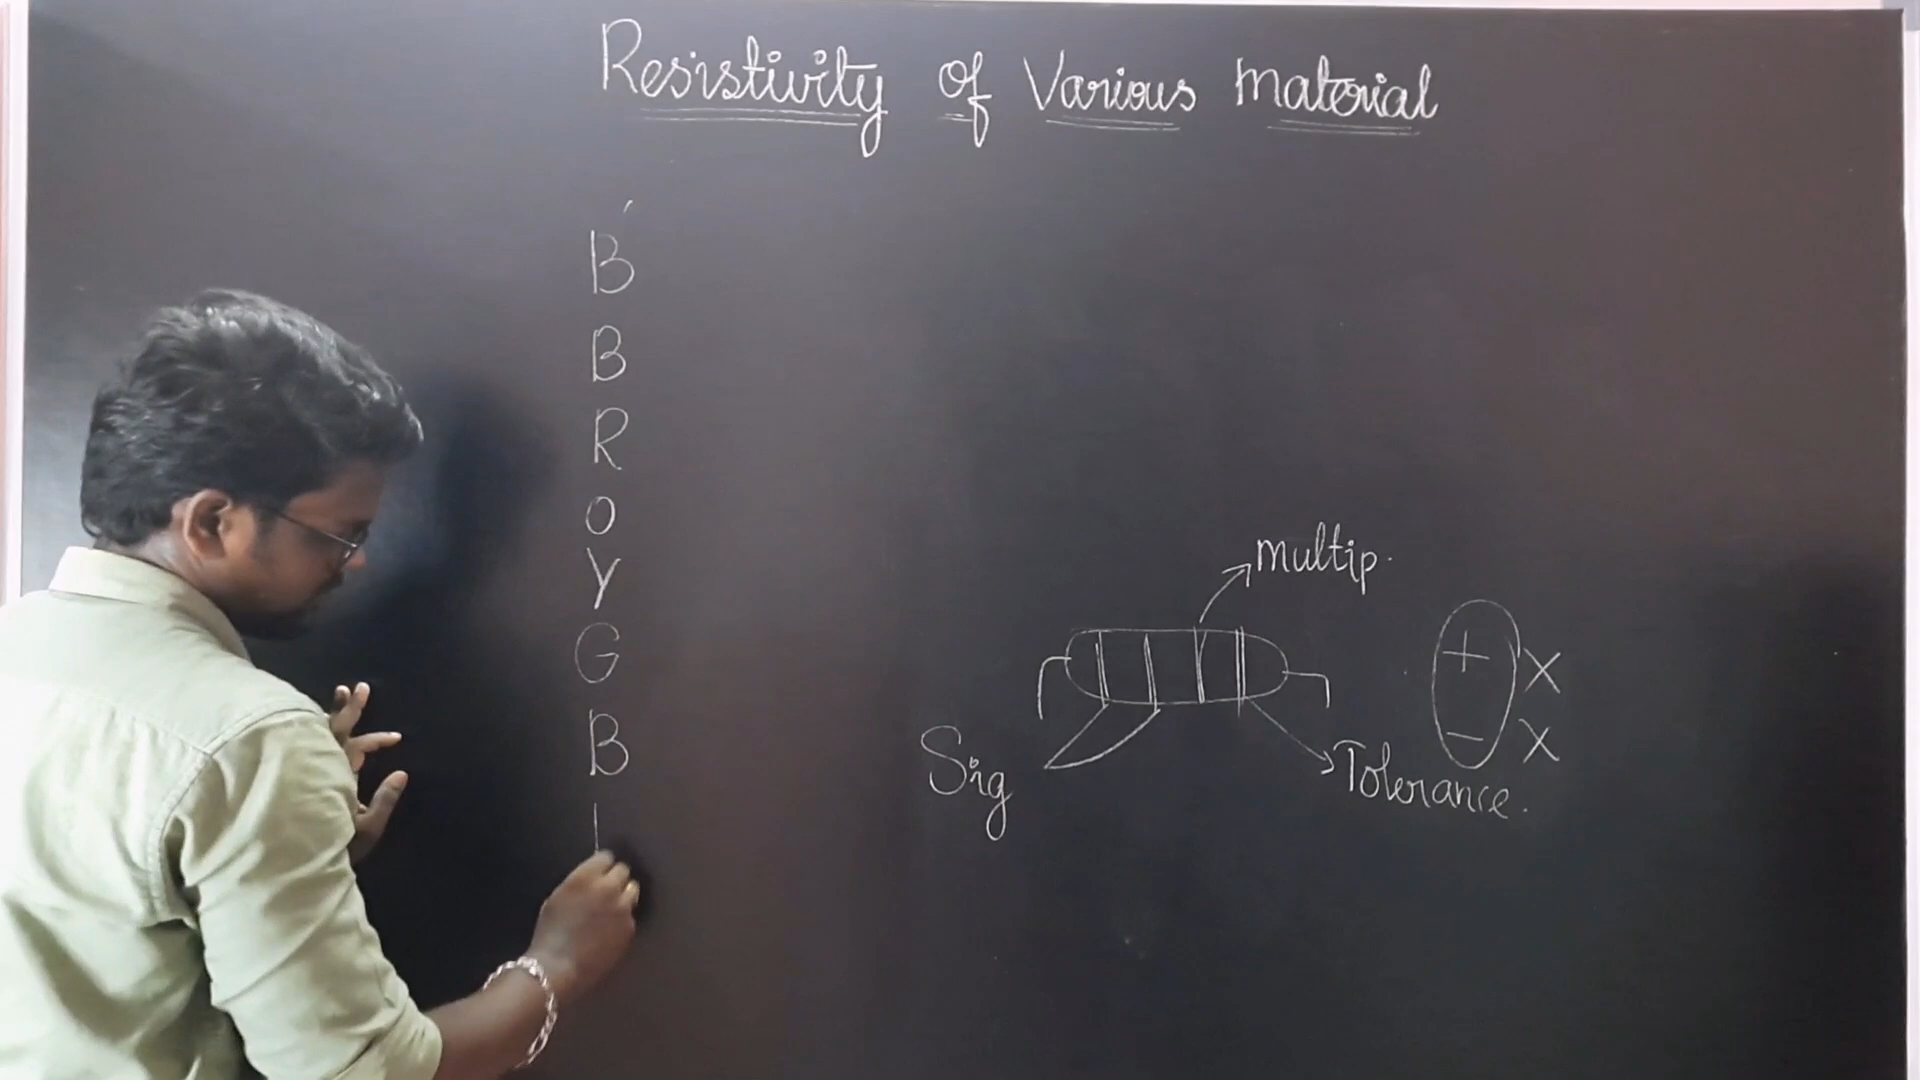 Resistivity of Various Material
B
B
R
O
Y
G
B
Multip.
+ X
- X
Sig
Tolerance.